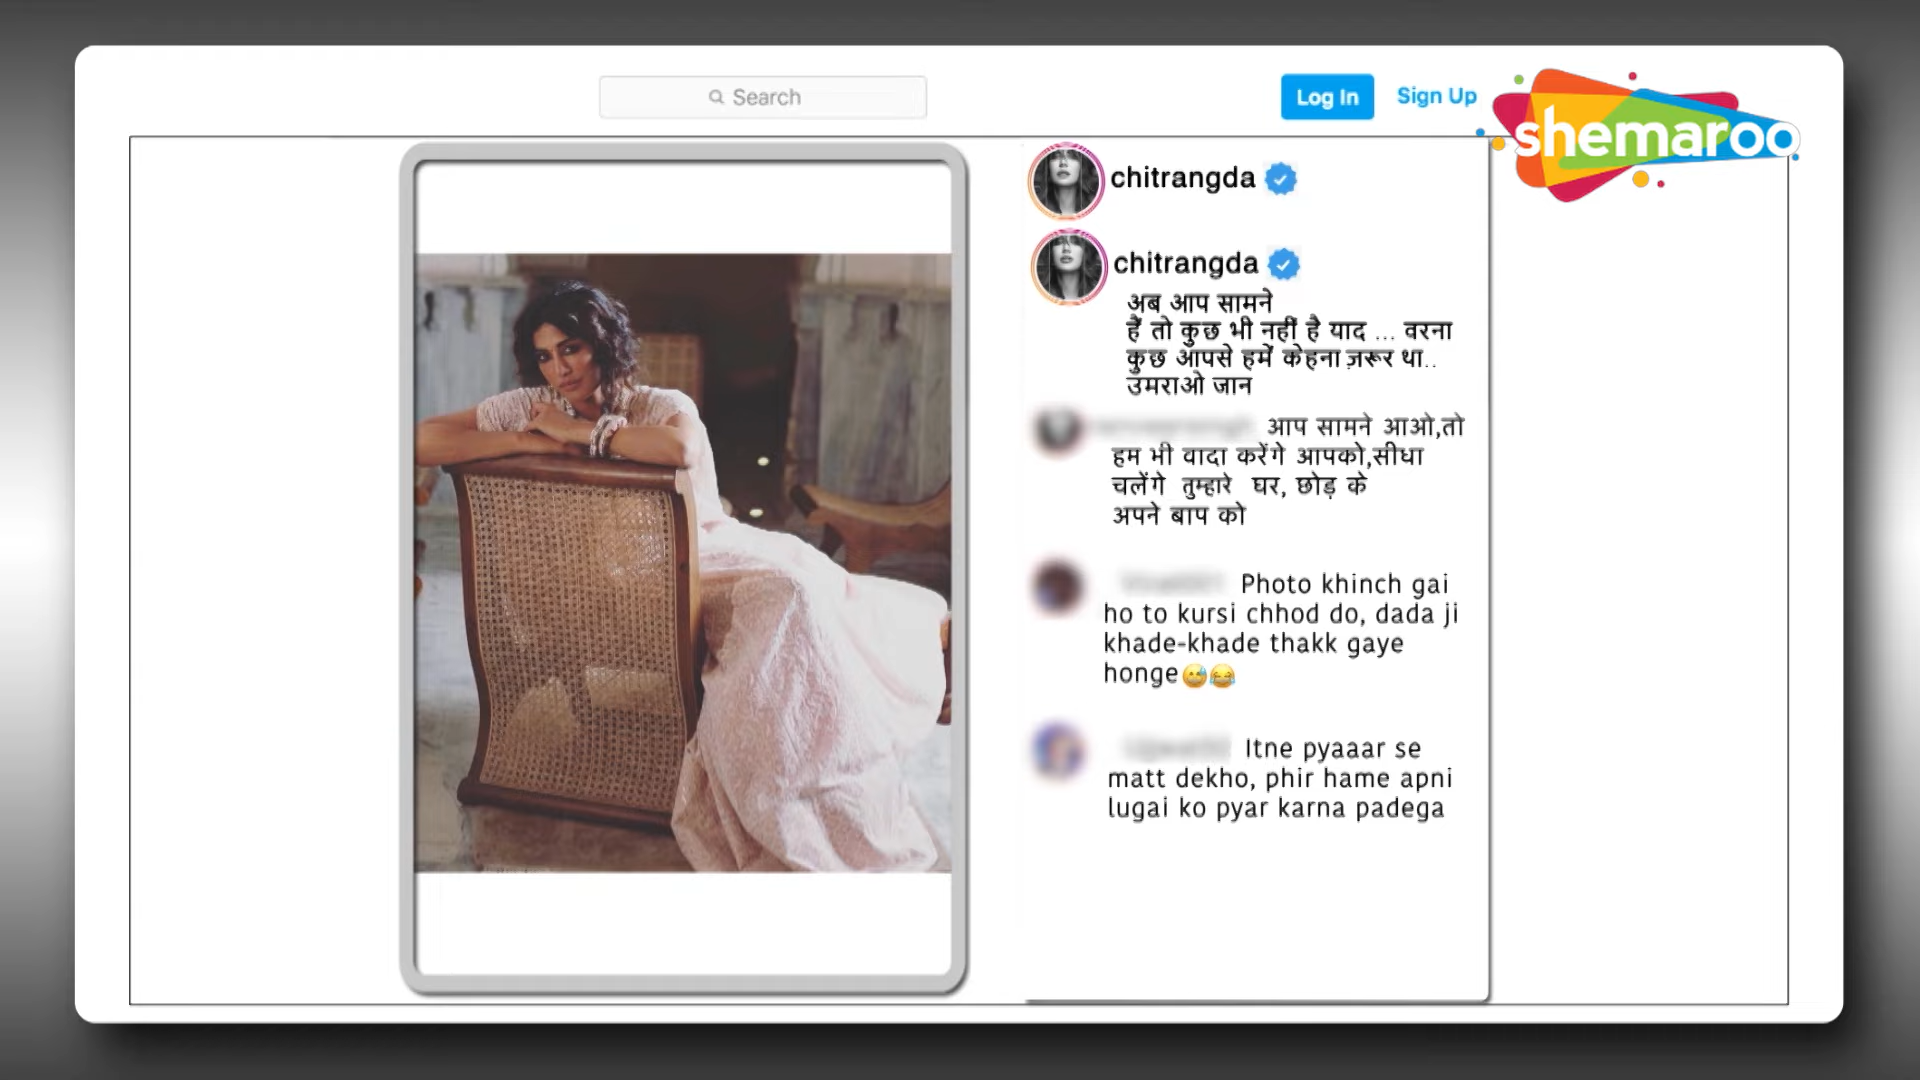 Search
Log In
Sign Up
shemaroo
chitrangda
chitrangda
अब आप सामने
हैं तो कुछ भी नहीं है याद ... वरना
कुछ आपसे हमें केहना ज़रूर था..
उमराओ जान
आप सामने आओ,तो
हम भी वादा करेंगे आपको,सीधा
चलेंगे तुम्हारे घर, छोड़ के
अपने बाप को
Photo khinch gai
ho to kursi chhod do, dada ji
khade-khade thakk gaye
honge😅😂
Itne pyaaar se
matt dekho, phir hame apni
lugai ko pyar karna padega